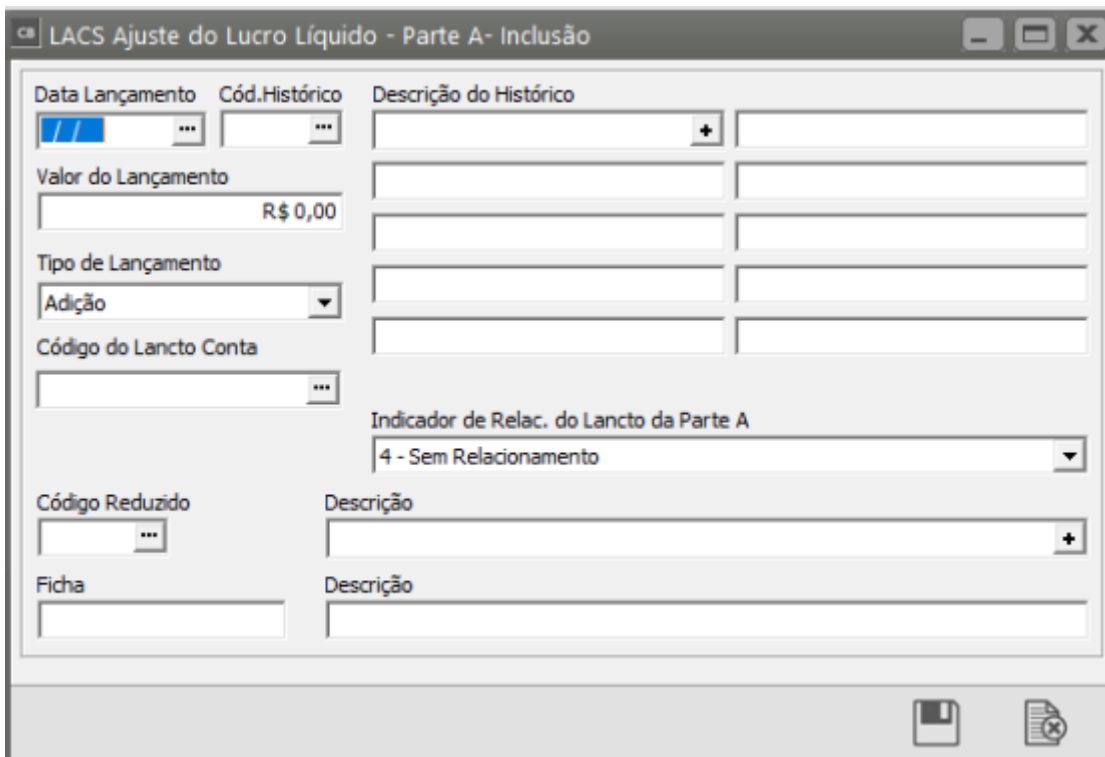 CB LACS Ajuste do Lucro Líquido - Parte A- Inclusão
Data Lançamento Cód.Histórico Descrição do Histórico
/ /
Valor do Lançamento
R$ 0,00
Tipo de Lançamento
Adição
Código do Lancto Conta
Indicador de Relac. do Lancto da Parte A
4 - Sem Relacionamento
Código Reduzido Descrição
Ficha Descrição